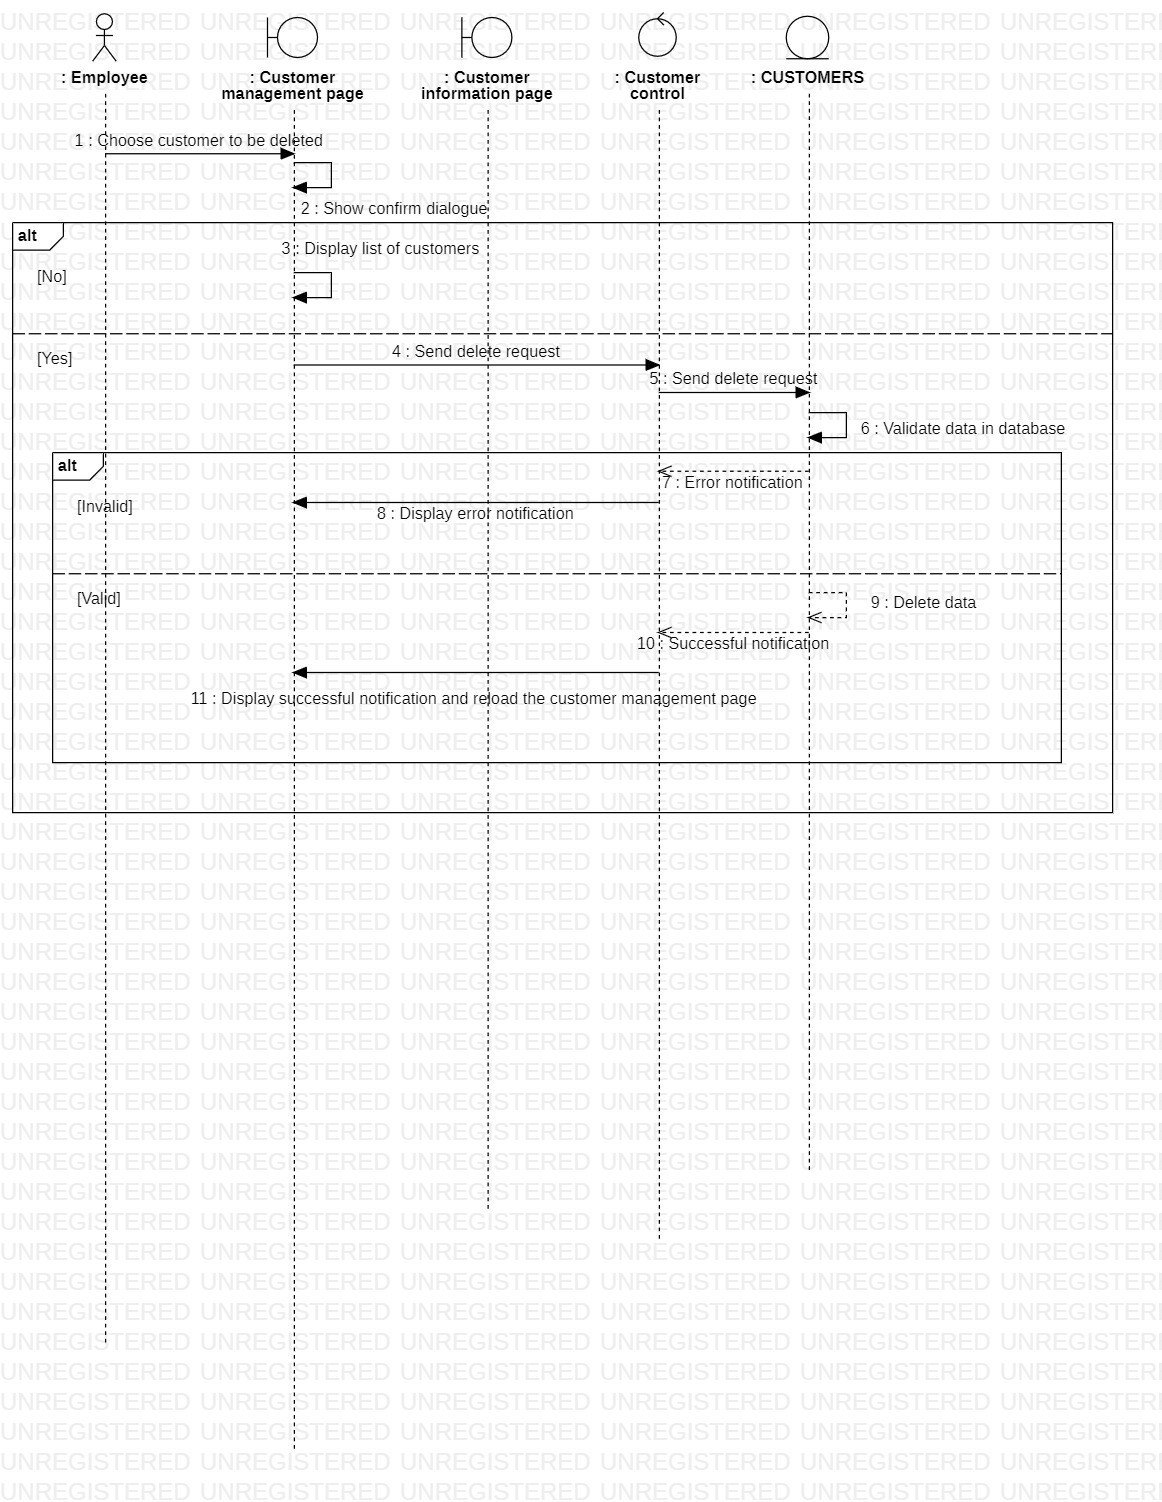 : Employee
: Customer
management page
: Customer
information page
: Customer
control
: CUSTOMERS
1 : Choose customer to be deleted
2 : Show confirm dialogue
alt
3 : Display list of customers
[No]
[Yes]
4 : Send delete request
5 : Send delete request
6 : Validate data in database
alt
7 : Error notification
[Invalid]
8 : Display error notification
[Valid]
9 : Delete data
10 : Successful notification
11 : Display successful notification and reload the customer management page
UNREGISTERED